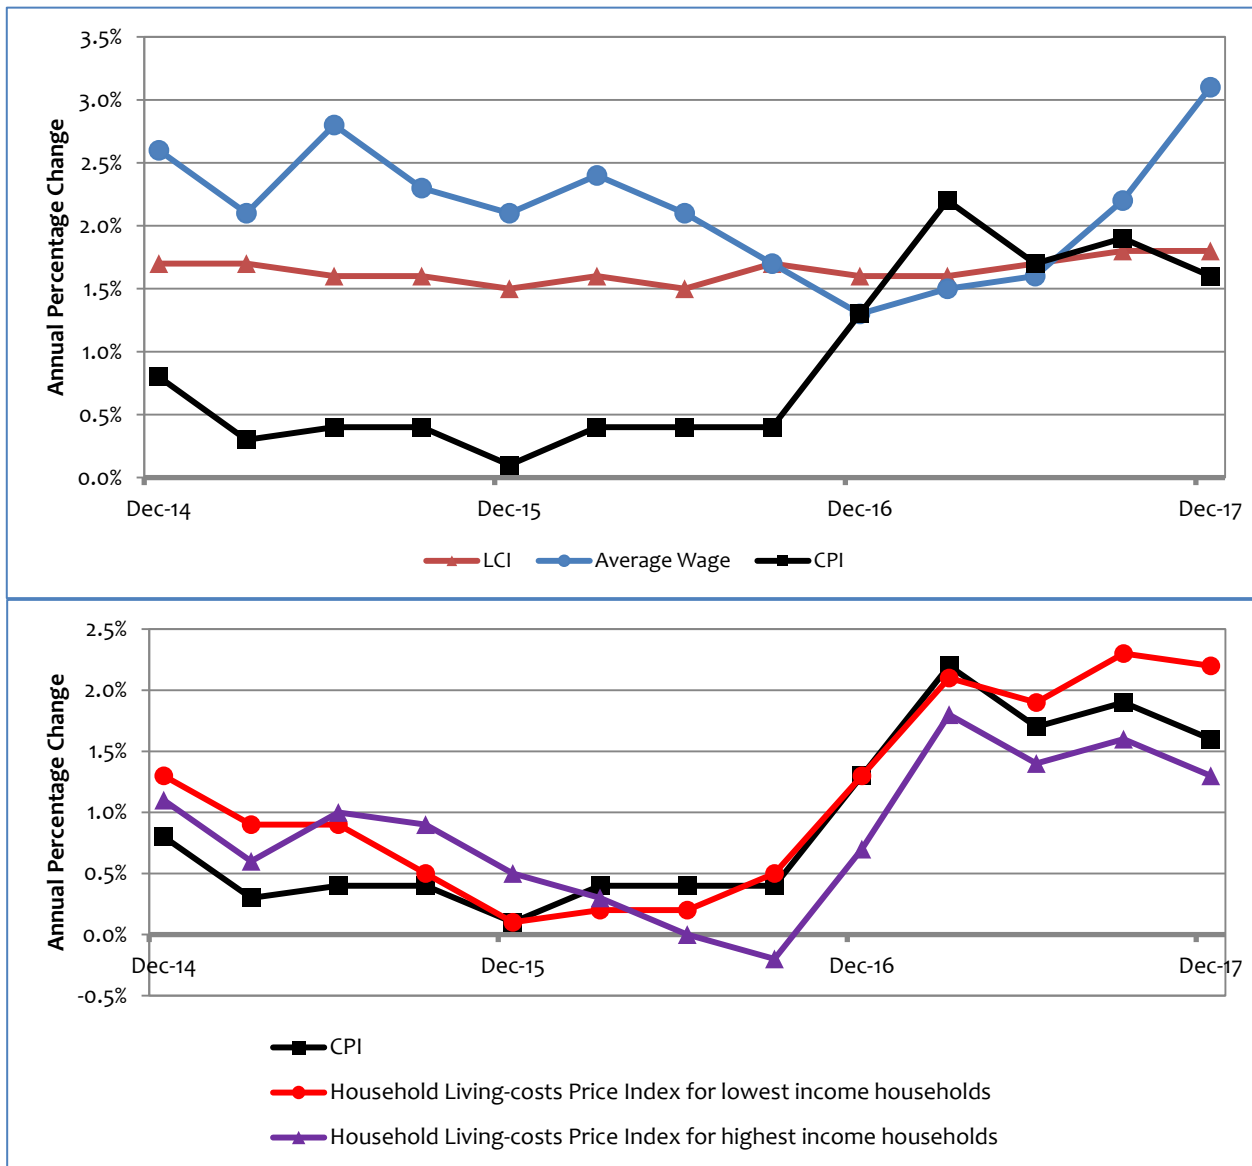 Annual Percentage Change
3.5%
3.0%
2.5%
2.0%
1.5%
1.0%
0.5%
0.0%
Dec-14 Dec-15 Dec-16 Dec-17
LCI Average Wage CPI
Annual Percentage Change
2.5%
2.0%
1.5%
1.0%
0.5%
0.0%
Dec-14 Dec-15 Dec-16 Dec-17
-0.5%
CPI
Household Living-costs Price Index for lowest income households
Household Living-costs Price Index for highest income households